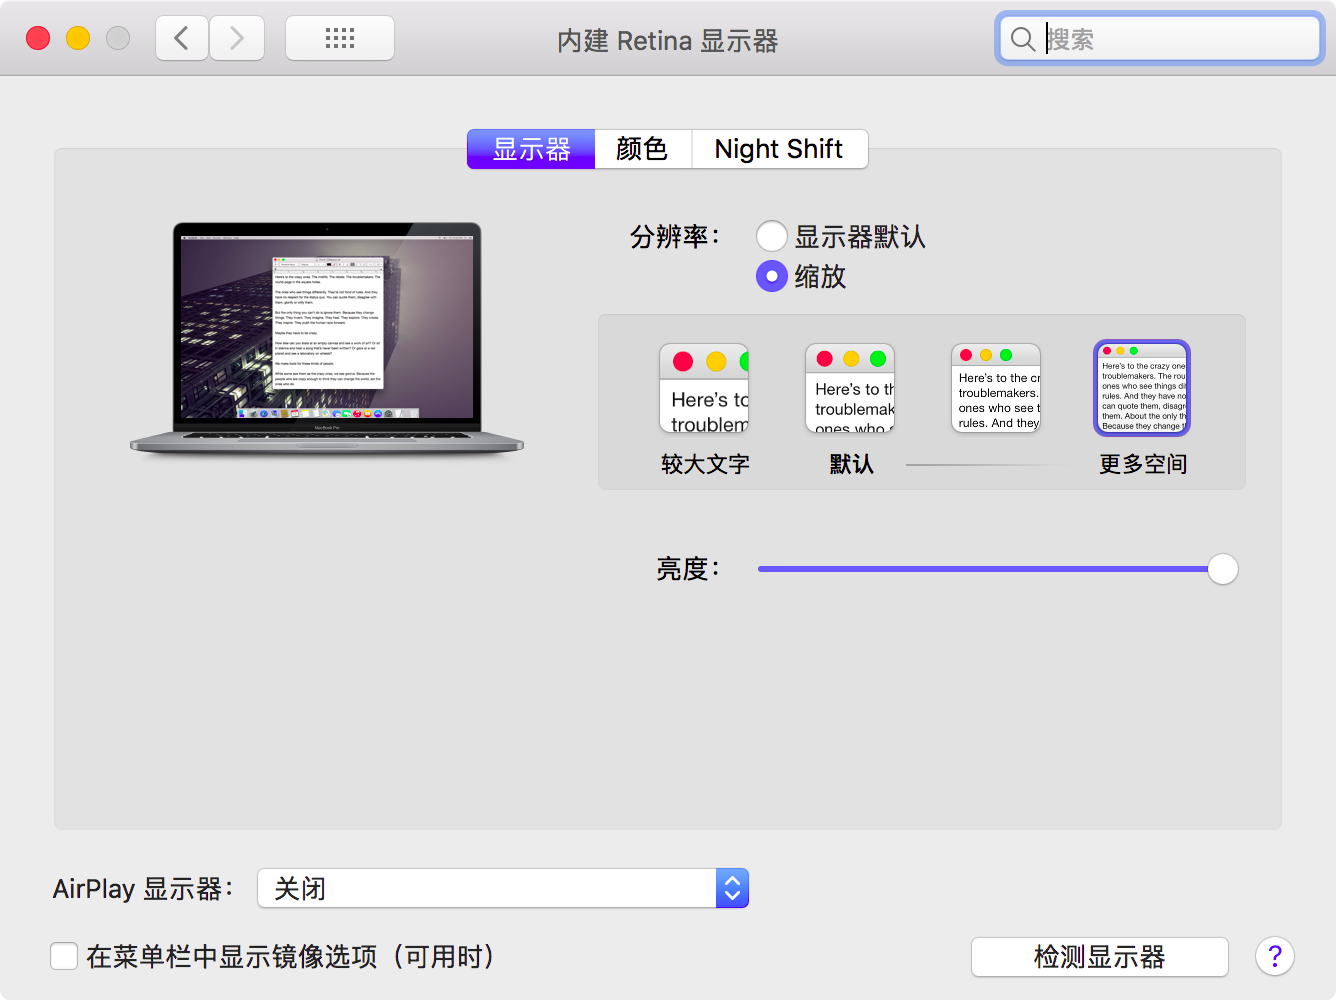 内建 Retina 显示器
搜索
显示器
颜色
Night Shift
分辨率：
显示器默认
缩放
Here's to
troublem
Here's to th
troublemak
ones who
Here's to the cr
troublemakers.
ones who see t
rules. And they
Here's to the crazy one
troublemakers. The rou
ones who see things dif
rules. And they have no
can quote them, disagr
them. About the only th
Because they change t
较大文字
默认
更多空间
亮度：
MacBook Pro
AirPlay 显示器：
关闭
在菜单栏中显示镜像选项（可用时）
检测显示器
?